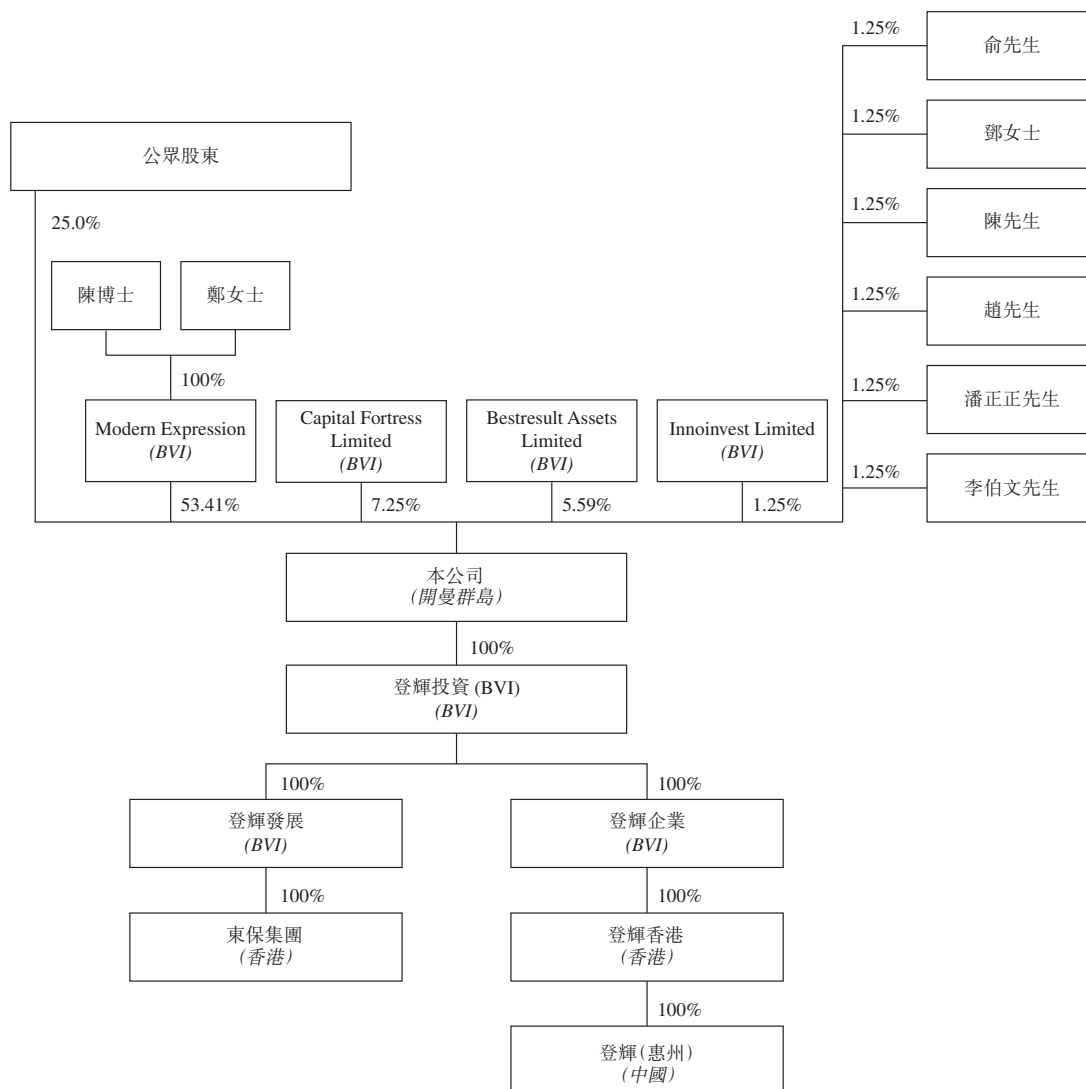 1.25%
俞先生
1.25%
鄧女士
公眾股東
1.25%
陳先生
25.0%
陳博士
鄭女士
1.25%
趙先生
100%
1.25%
潘正正先生
Modern Expression
(BVI)
Capital Fortress
Limited
(BVI)
Bestresult Assets
Limited
(BVI)
Innoinvest Limited
(BVI)
1.25%
李伯文先生
53.41%
7.25%
5.59%
1.25%
本公司
(開曼群島)
100%
登輝投資 (BVI)
(BVI)
100%
100%
登輝發展
(BVI)
登輝企業
(BVI)
100%
100%
東保集團
(香港)
登輝香港
(香港)
100%
登輝(惠州)
(中國)